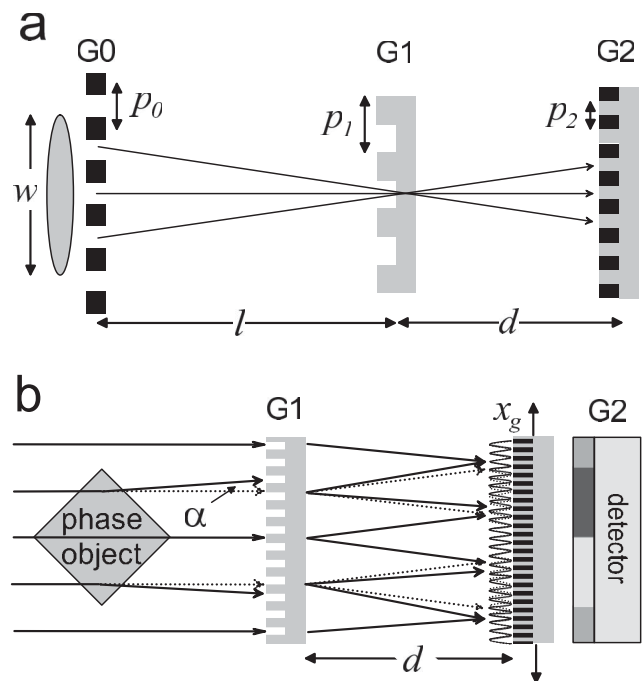 a
G0
G1
G2
p0
p1
p2
w
l
d
b
G1
xg
G2
α
phase
object
detector
d